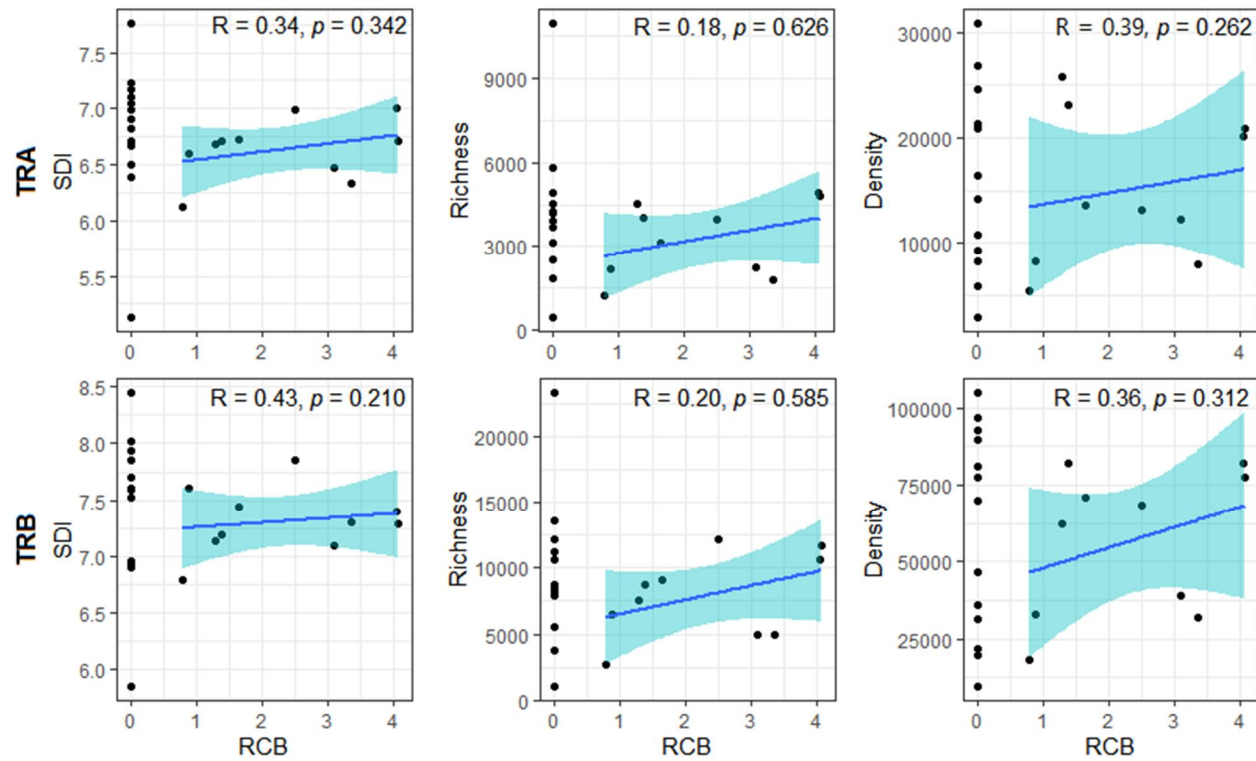 R = 0.34, p = 0.342
TRA
SDI
7.5
7.0
6.5
6.0
5.5
0 1 2 3 4
R = 0.18, p = 0.626
Richness
9000
6000
3000
0
0 1 2 3 4
R = 0.39, p = 0.262
Density
30000
20000
10000
0 1 2 3 4
R = 0.43, p = 0.210
TRB
SDI
8.5
8.0
7.5
7.0
6.5
6.0
0 1 2 3 4
RCB
R = 0.20, p = 0.585
Richness
20000
15000
10000
5000
0
0 1 2 3 4
RCB
R = 0.36, p = 0.312
Density
100000
75000
50000
25000
0 1 2 3 4
RCB